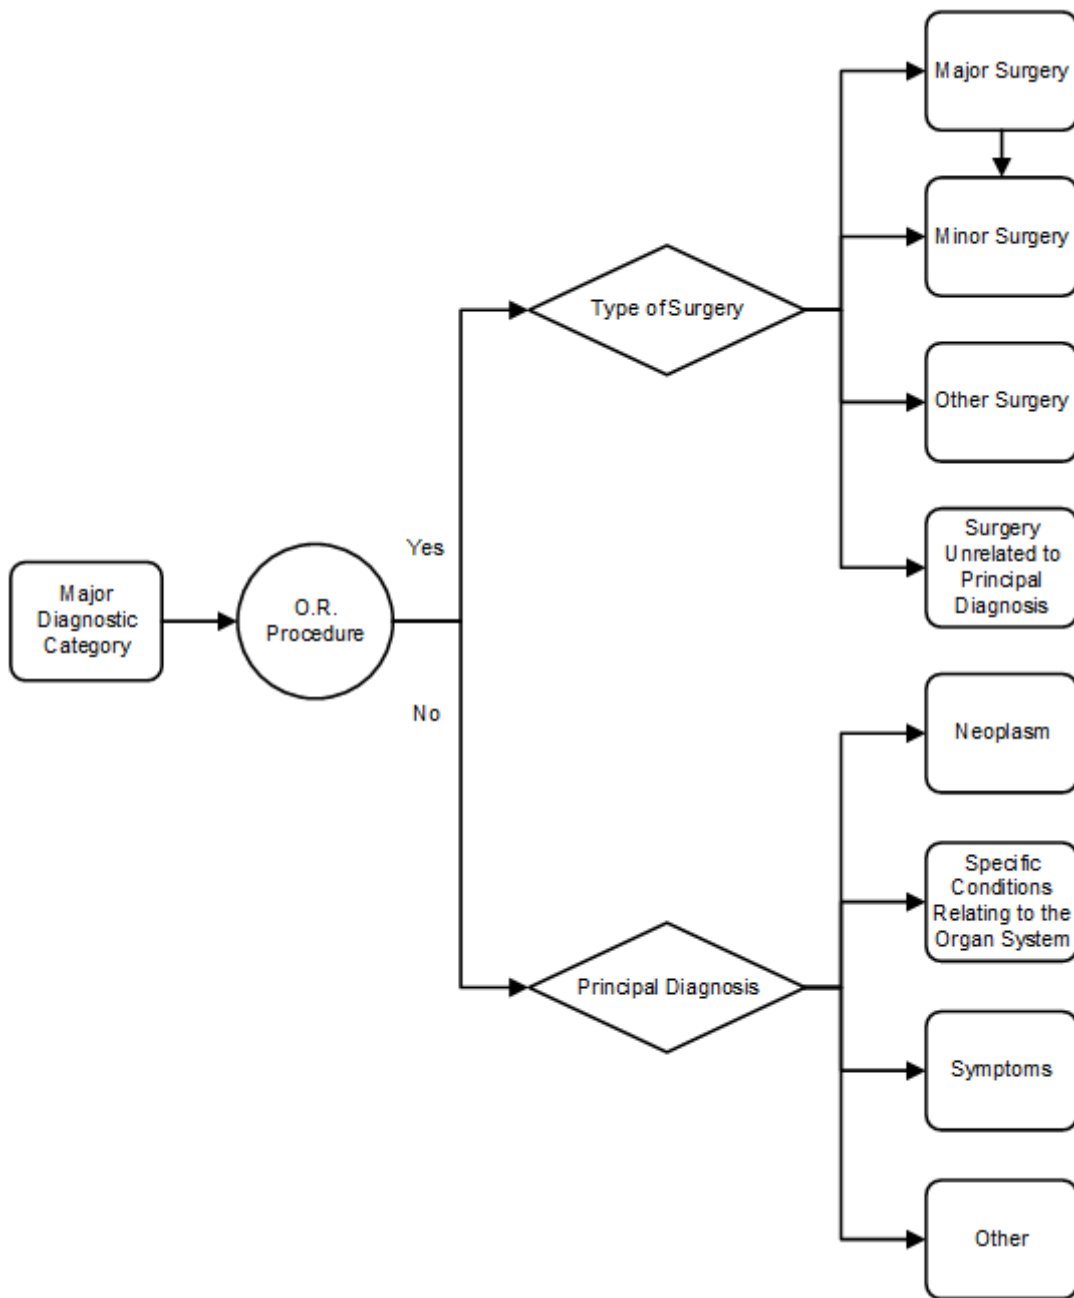 Major Surgery
Minor Surgery
Type of Surgery
Other Surgery
Surgery
Unrelated to
Principal
Diagnosis
Yes
Major
Diagnostic
Category
O.R.
Procedure
No
Neoplasm
Specific
Conditions
Relating to the
Organ System
Principal Diagnosis
Symptoms
Other